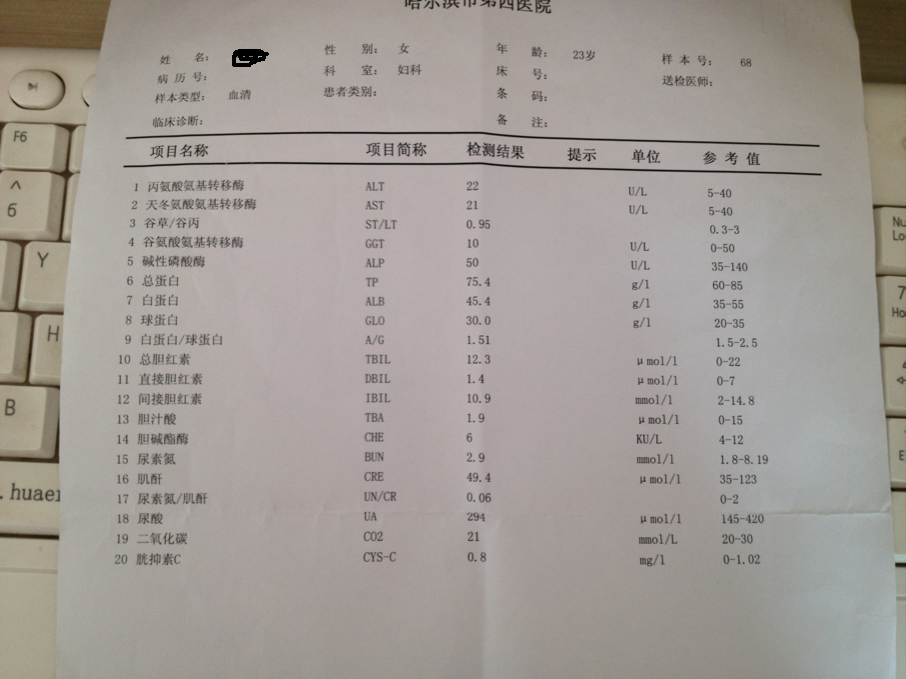 哈尔滨市第四医院
姓 名： 性 别： 女 年 龄： 23岁 样 本 号： 68
病 历 号： 科 室： 妇科 床 号： 送检医师：
样本类型： 血清 患者类别： 条 码：
临床诊断： 备 注：
项目名称 项目简称 检测结果 提示 单位 参 考 值
1 丙氨酸氨基转移酶 ALT 22 U/L 5-40
2 天冬氨酸氨基转移酶 AST 21 U/L 5-40
3 谷草/谷丙 ST/LT 0.95 0.3-3
4 谷氨酸氨基转移酶 GGT 10 U/L 0-50
5 碱性磷酸酶 ALP 50 U/L 35-140
6 总蛋白 TP 75.4 g/l 60-85
7 白蛋白 ALB 45.4 g/l 35-55
8 球蛋白 GLO 30.0 g/l 20-35
9 白蛋白/球蛋白 A/G 1.51 1.5-2.5
10 总胆红素 TBIL 12.3 μmol/l 0-22
11 直接胆红素 DBIL 1.4 μmol/l 0-7
12 间接胆红素 IBIL 10.9 mmol/l 2-14.8
13 胆汁酸 TBA 1.9 μmol/l 0-15
14 胆碱酯酶 CHE 6 KU/L 4-12
15 尿素氮 BUN 2.9 mmol/l 1.8-8.19
16 肌酐 CRE 49.4 μmol/l 35-123
17 尿素氮/肌酐 UN/CR 0.06 0-2
18 尿酸 UA 294 μmol/l 145-420
19 二氧化碳 CO2 21 mmol/L 20-30
20 胱抑素C CYS-C 0.8 mg/l 0-1.02
F6
^
6
Y
H
B
.huaer
Nu
Lo
7
Ho
4